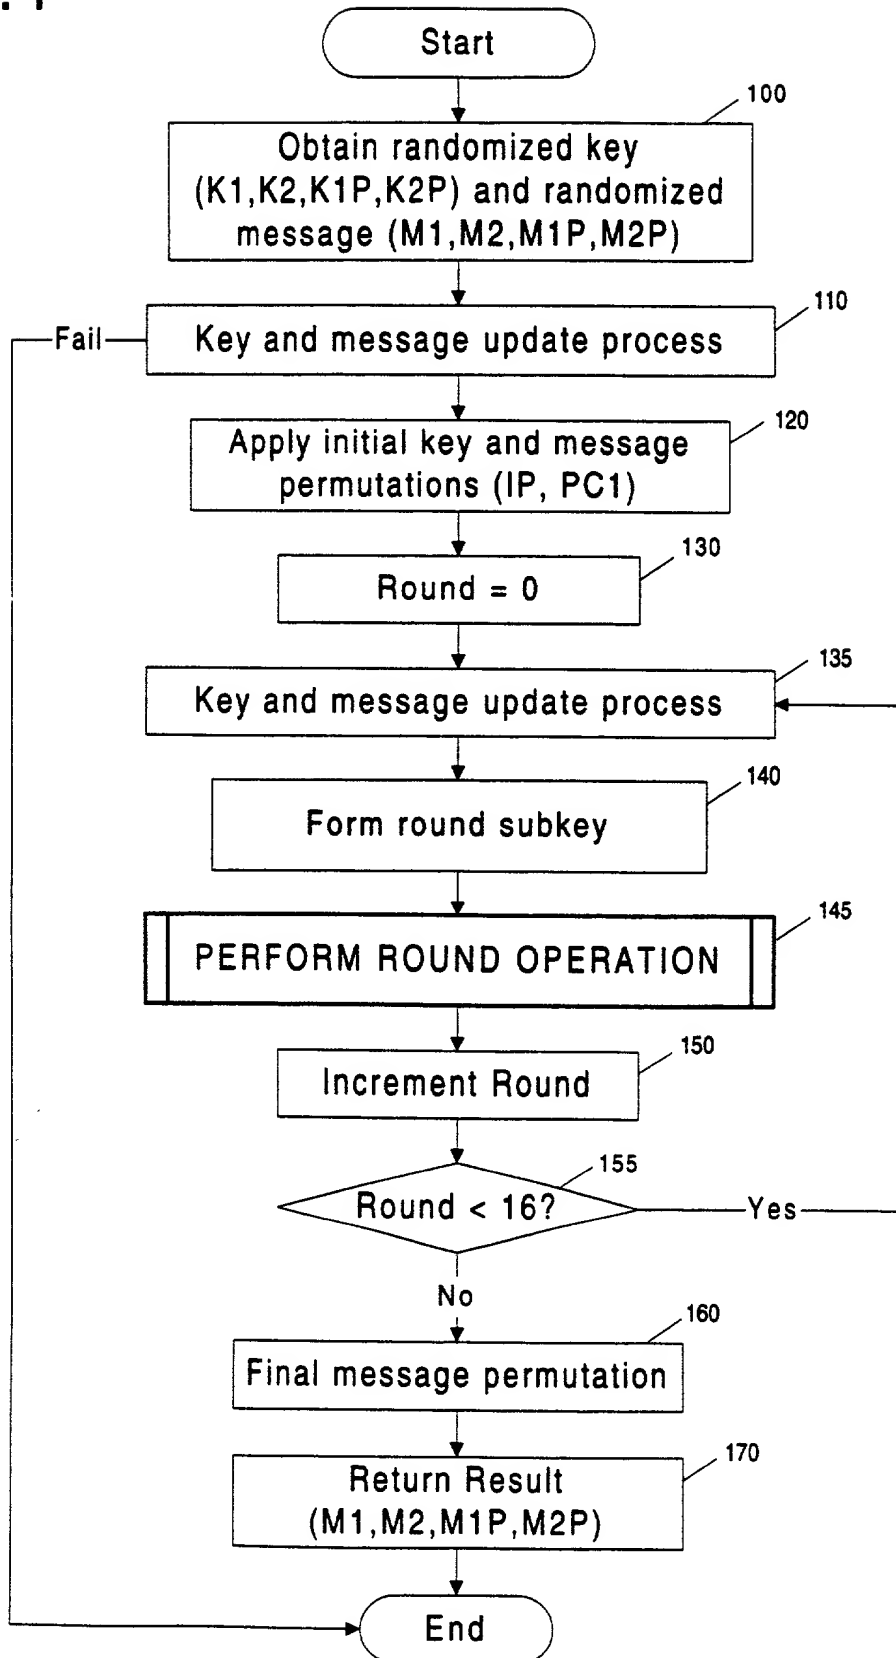 Start
100
Obtain randomized key
(K1,K2,K1P,K2P) and randomized
message (M1,M2,M1P,M2P)
110
Fail
Key and message update process
120
Apply initial key and message
permutations (IP, PC1)
130
Round = 0
135
Key and message update process
140
Form round subkey
145
PERFORM ROUND OPERATION
150
Increment Round
155
Round < 16?
Yes
No
160
Final message permutation
170
Return Result
(M1,M2,M1P,M2P)
End